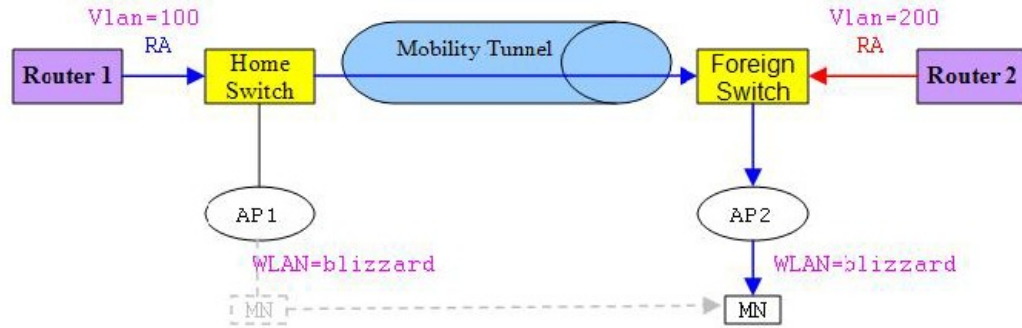 Vlan=100
Vlan=200
RA
RA
Router 1
Home
Switch
Mobility Tunnel
Foreign
Switch
Router 2
AP1
AP2
WLAN=blizzard
WLAN=blizzard
MN
MN